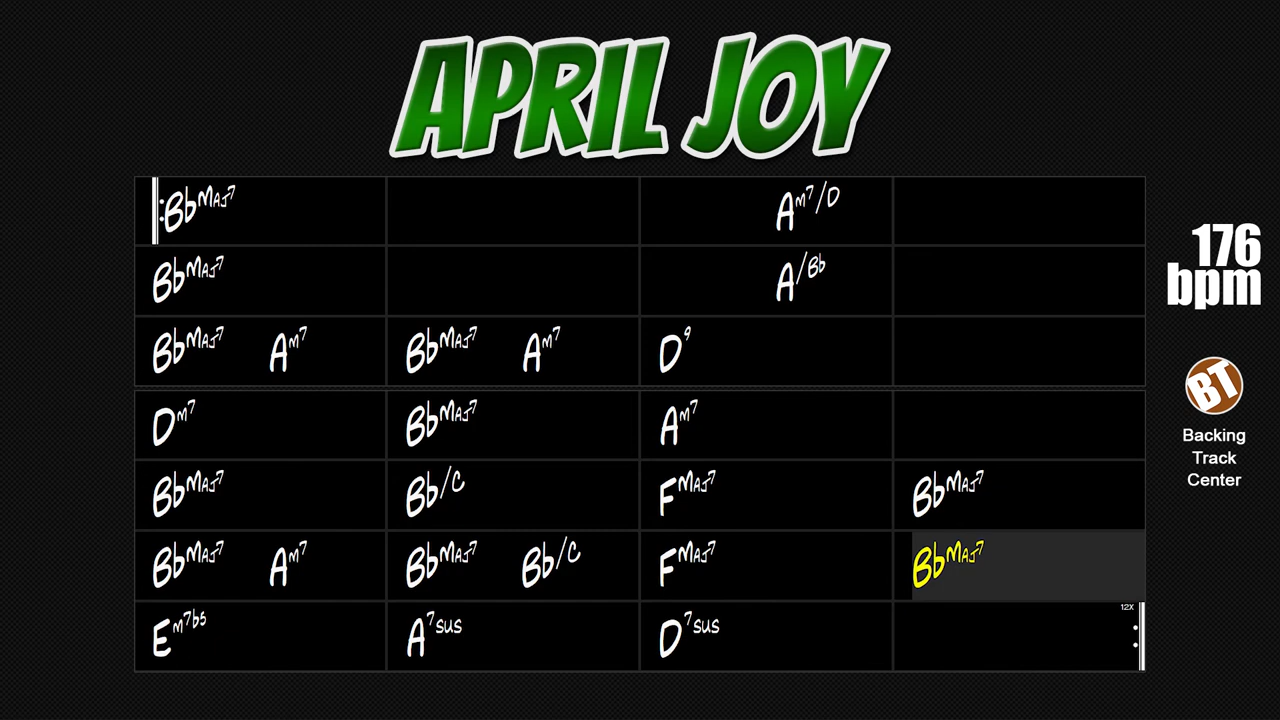 APRIL JOY
BbMAJ7 Am7/D
BbMAJ7 A/Bb
BbMAJ7 Am7 BbMAJ7 Am7 D9
Dm7 BbMAJ7 Am7
BbMAJ7 Bb/C FMAJ7 BbMAJ7
BbMAJ7 Am7 BbMAJ7 Bb/C FMAJ7 BbMAJ7
Em7b5 A7sus D7sus 12X
176
bpm
BT
Backing
Track
Center